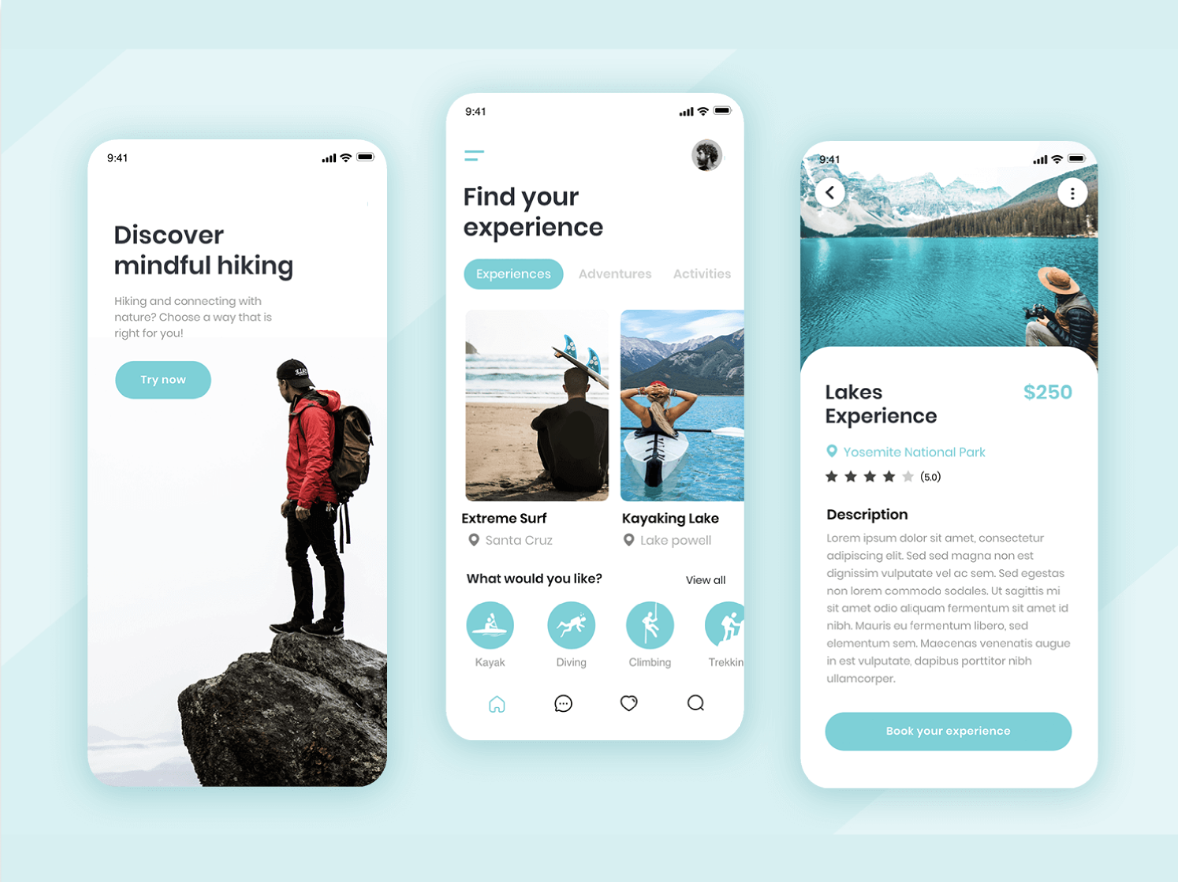 9:41
Discover
mindful hiking
Hiking and connecting with
nature? Choose a way that is
right for you!
Try now
9:41
Find your
experience
Experiences Adventures Activities
Extreme Surf
Santa Cruz
Kayaking Lake
Lake powell
What would you like? View all
Kayak Diving Climbing Trekkin
9:41
Lakes
Experience
$250
Yosemite National Park
(5.0)
Description
Lorem ipsum dolor sit amet, consectetur
adipiscing elit. Sed sed magna non est
dignissim vulputate vel ac sem. Sed egestas
non lorem commodo sodales. Ut sagittis mi
sit amet odio aliquam fermentum sit amet id
nibh. Mauris eu fermentum libero, sed
elementum sem. Maecenas venenatis augue
in est vulputate, dapibus porttitor nibh
ullamcorper.
Book your experience